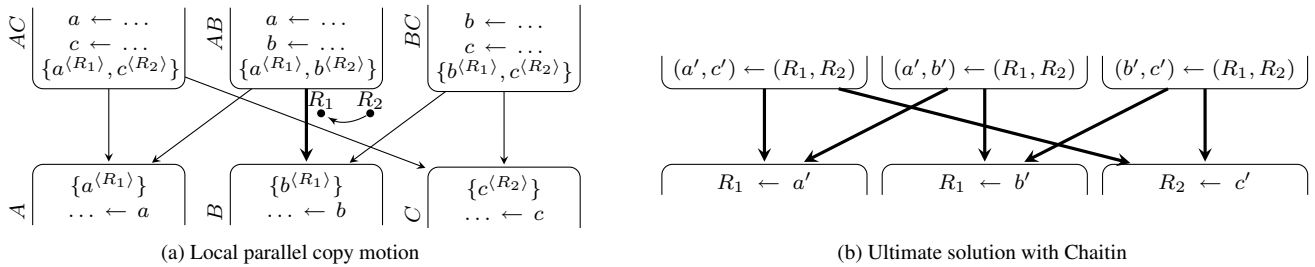 AC
a ← ...
c ← ...
{a^⟨R₁⟩, c^⟨R₂⟩}
AB
a ← ...
b ← ...
{a^⟨R₁⟩, b^⟨R₂⟩}
BC
b ← ...
c ← ...
{b^⟨R₁⟩, c^⟨R₂⟩}
R₁ R₂
A
{a^⟨R₁⟩}
... ← a
B
{b^⟨R₁⟩}
... ← b
C
{c^⟨R₂⟩}
... ← c
(a) Local parallel copy motion
(a′, c′) ← (R₁, R₂)
(a′, b′) ← (R₁, R₂)
(b′, c′) ← (R₁, R₂)
R₁ ← a′
R₁ ← b′
R₂ ← c′
(b) Ultimate solution with Chaitin